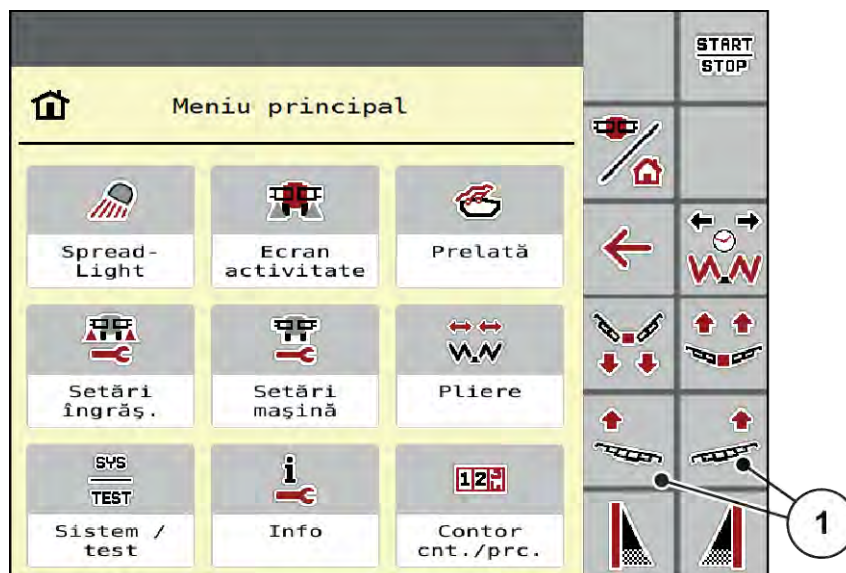 START
STOP
Meniu principal
Spread-
Light
Ecran
activitate
Prelată
Setări
îngrăș.
Setări
mașină
Pliere
SYS
TEST
Sistem /
test
Info
Contor
cnt./prc.
1